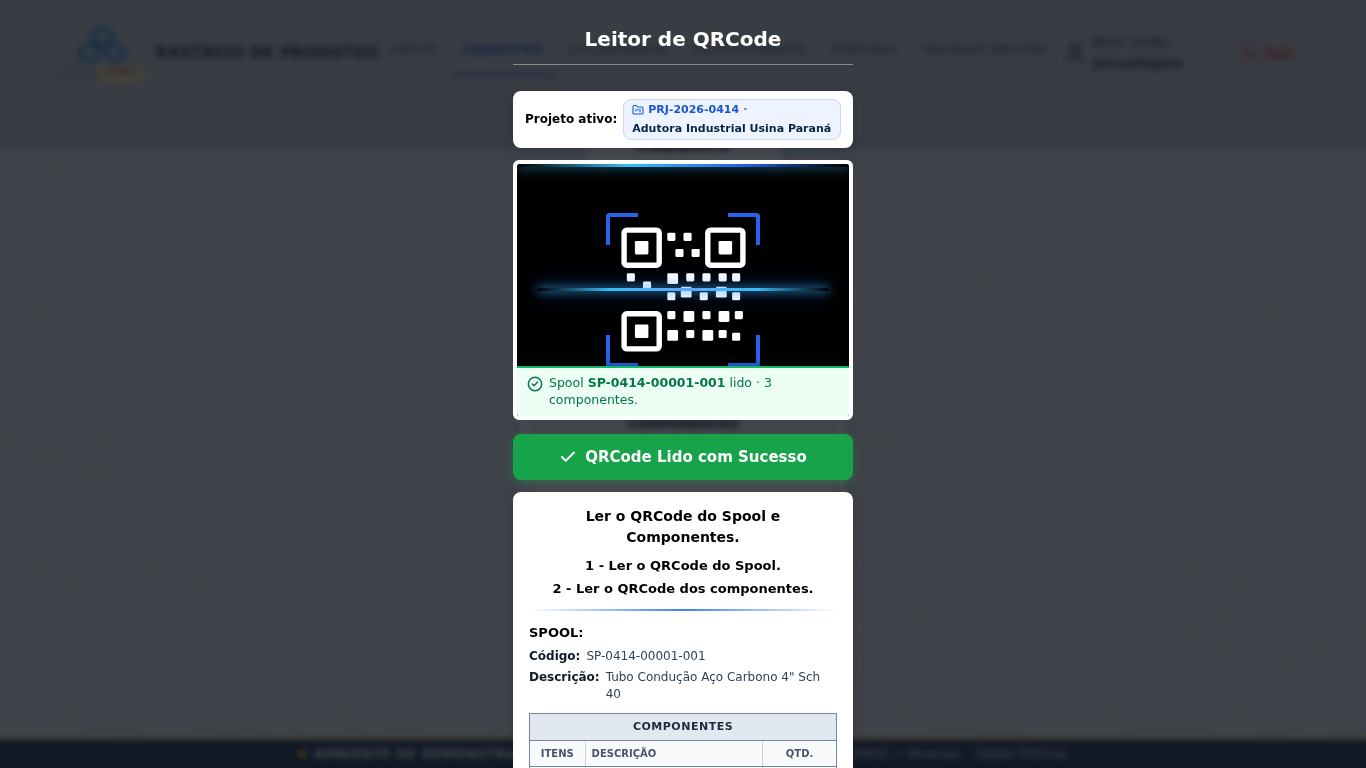 Leitor de QRCode
RASTREIO DE PRODUTOS
Projeto ativo:
PRJ-2026-0414 ·
Adutora Industrial Usina Paraná
Spool SP-0414-00001-001 lido · 3
componentes.
QRCode Lido com Sucesso
Ler o QRCode do Spool e
Componentes.
1 - Ler o QRCode do Spool.
2 - Ler o QRCode dos componentes.
SPOOL:
Código: SP-0414-00001-001
Descrição: Tubo Condução Aço Carbono 4" Sch
40
COMPONENTES
ITENS DESCRIÇÃO QTD.